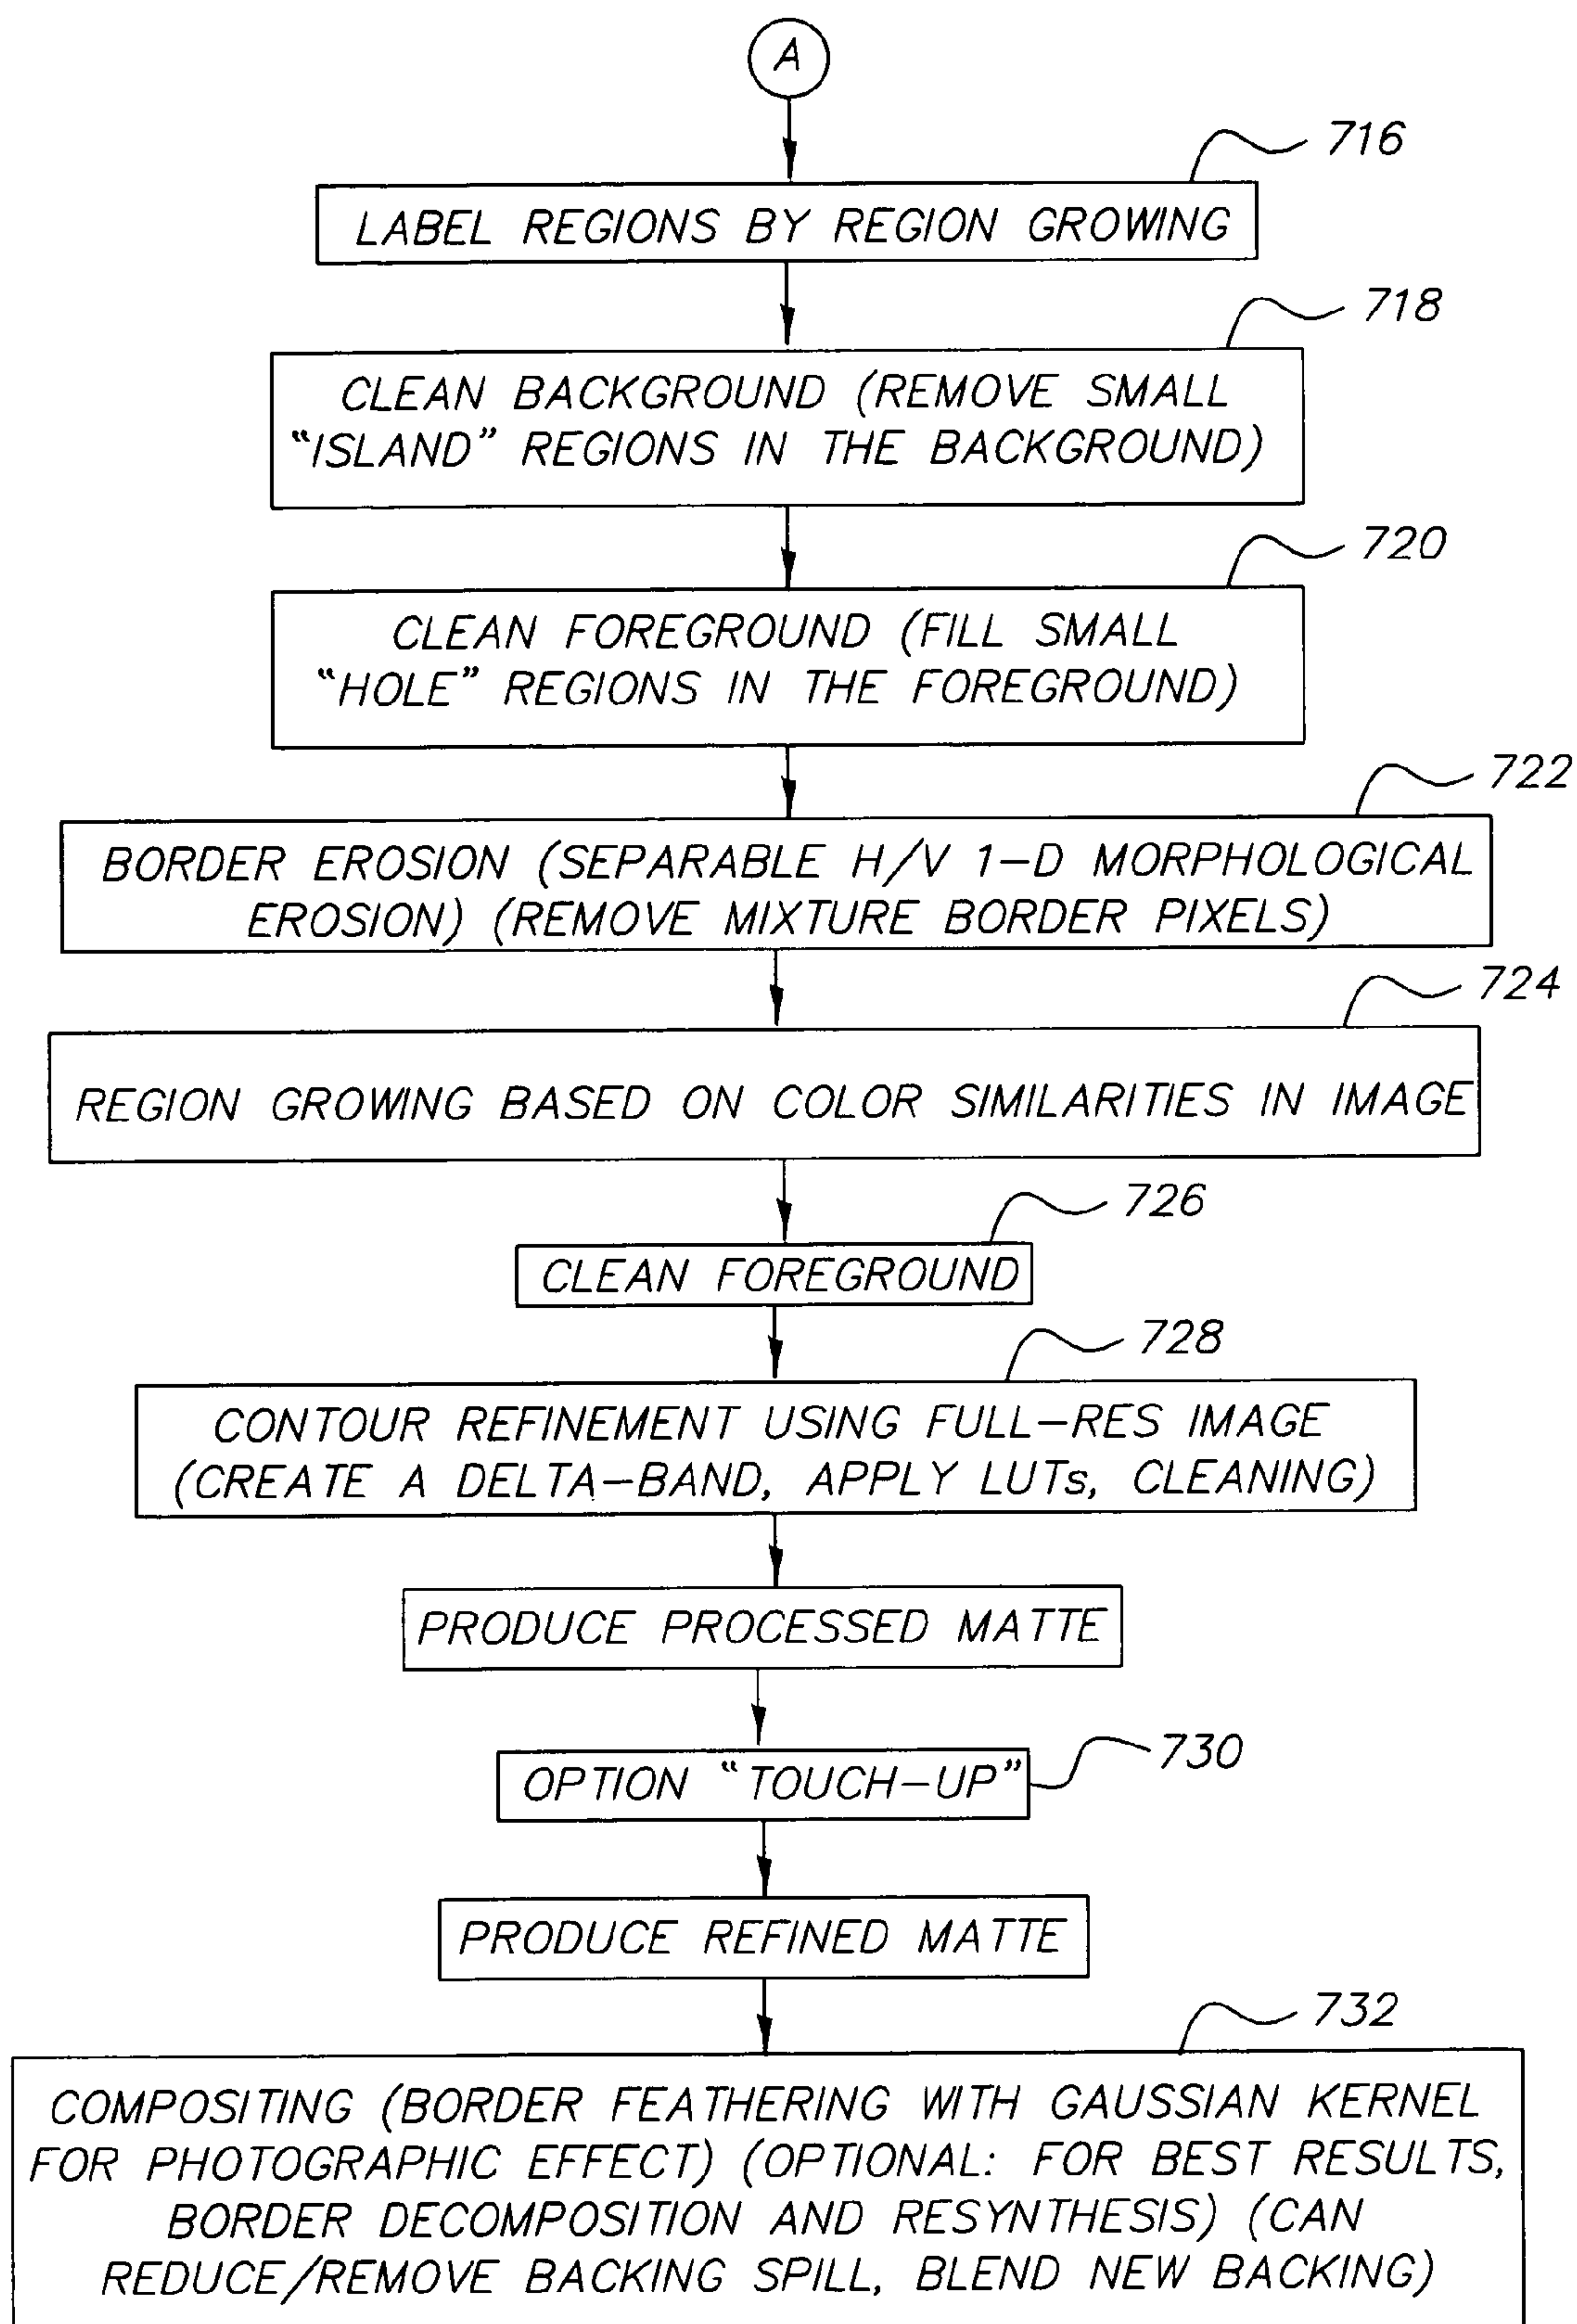 A
716
LABEL REGIONS BY REGION GROWING
718
CLEAN BACKGROUND (REMOVE SMALL
"ISLAND" REGIONS IN THE BACKGROUND)
720
CLEAN FOREGROUND (FILL SMALL
"HOLE" REGIONS IN THE FOREGROUND)
722
BORDER EROSION (SEPARABLE H/V 1-D MORPHOLOGICAL
EROSION) (REMOVE MIXTURE BORDER PIXELS)
724
REGION GROWING BASED ON COLOR SIMILARITIES IN IMAGE
726
CLEAN FOREGROUND
728
CONTOUR REFINEMENT USING FULL-RES IMAGE
(CREATE A DELTA-BAND, APPLY LUTs, CLEANING)
PRODUCE PROCESSED MATTE
730
OPTION "TOUCH-UP"
PRODUCE REFINED MATTE
732
COMPOSITING (BORDER FEATHERING WITH GAUSSIAN KERNEL
FOR PHOTOGRAPHIC EFFECT) (OPTIONAL: FOR BEST RESULTS,
BORDER DECOMPOSITION AND RESYNTHESIS) (CAN
REDUCE/REMOVE BACKING SPILL, BLEND NEW BACKING)